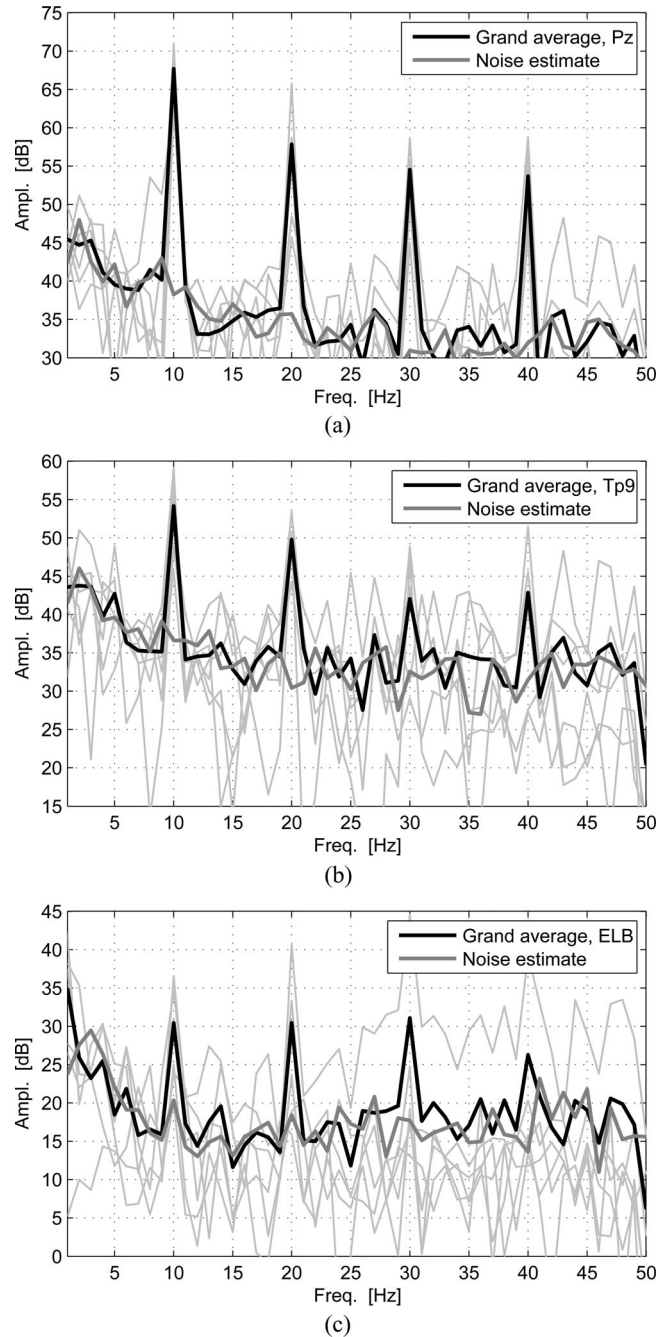 75
70
65
60
55
50
45
40
35
30
Ampl. [dB]
Grand average, Pz
Noise estimate
5 10 15 20 25 30 35 40 45 50
Freq. [Hz]
(a)
60
55
50
45
40
35
30
25
20
15
Ampl. [dB]
Grand average, Tp9
Noise estimate
5 10 15 20 25 30 35 40 45 50
Freq. [Hz]
(b)
45
40
35
30
25
20
15
10
5
0
Ampl. [dB]
Grand average, ELB
Noise estimate
5 10 15 20 25 30 35 40 45 50
Freq. [Hz]
(c)